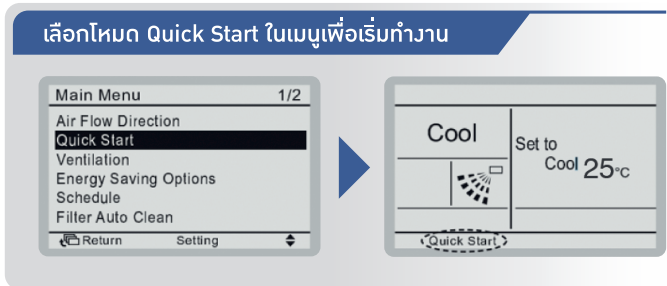 เลือกโหมด Quick Start ในเมนูเพื่อเริ่มทำงาน
Main Menu 1/2
Air Flow Direction
Quick Start
Ventilation
Energy Saving Options
Schedule
Filter Auto Clean
Return Setting
Cool
Set to
Cool 25°C
Quick Start